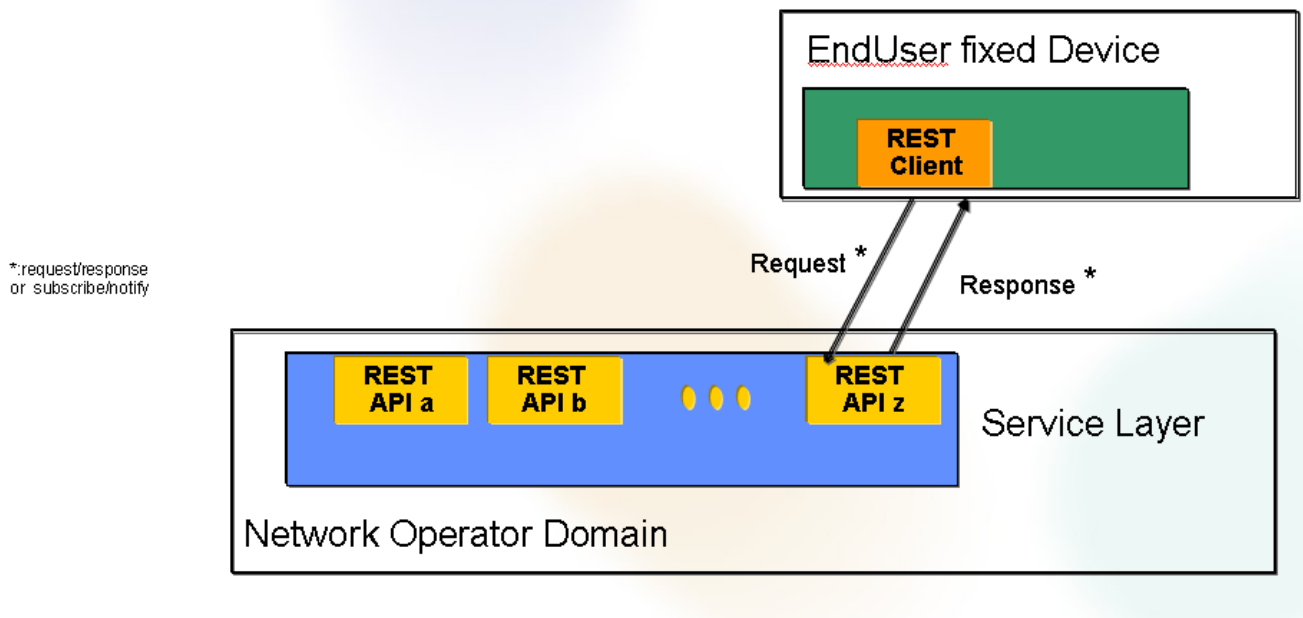 EndUser fixed Device
REST
Client
Request *
Response *
*:request/response
or subscribe/notify
REST
API a
REST
API b
REST
API z
Service Layer
Network Operator Domain